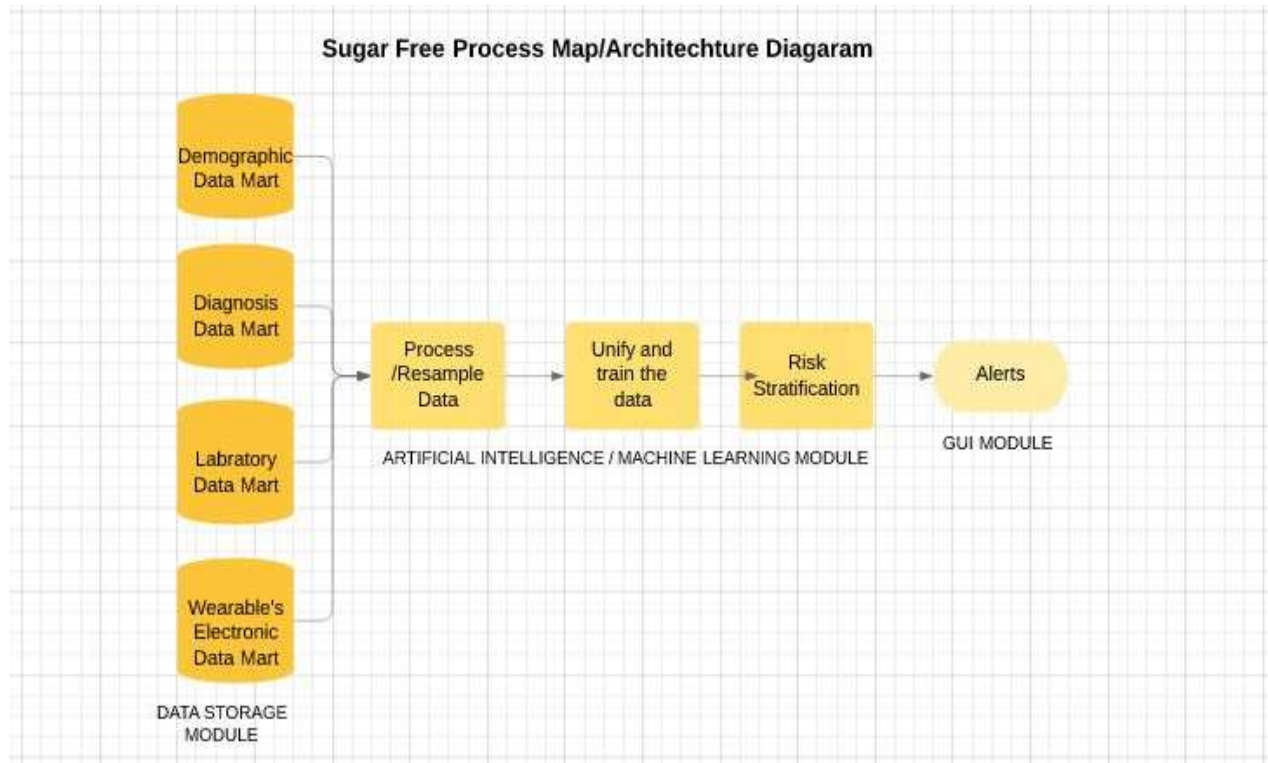 Sugar Free Process Map/Architechture Diagaram
Demographic
Data Mart
Diagnosis
Data Mart
Labratory
Data Mart
Wearable's
Electronic
Data Mart
DATA STORAGE
MODULE
Process
/Resample
Data
Unify and
train the
data
Risk
Stratification
ARTIFICIAL INTELLIGENCE / MACHINE LEARNING MODULE
Alerts
GUI MODULE